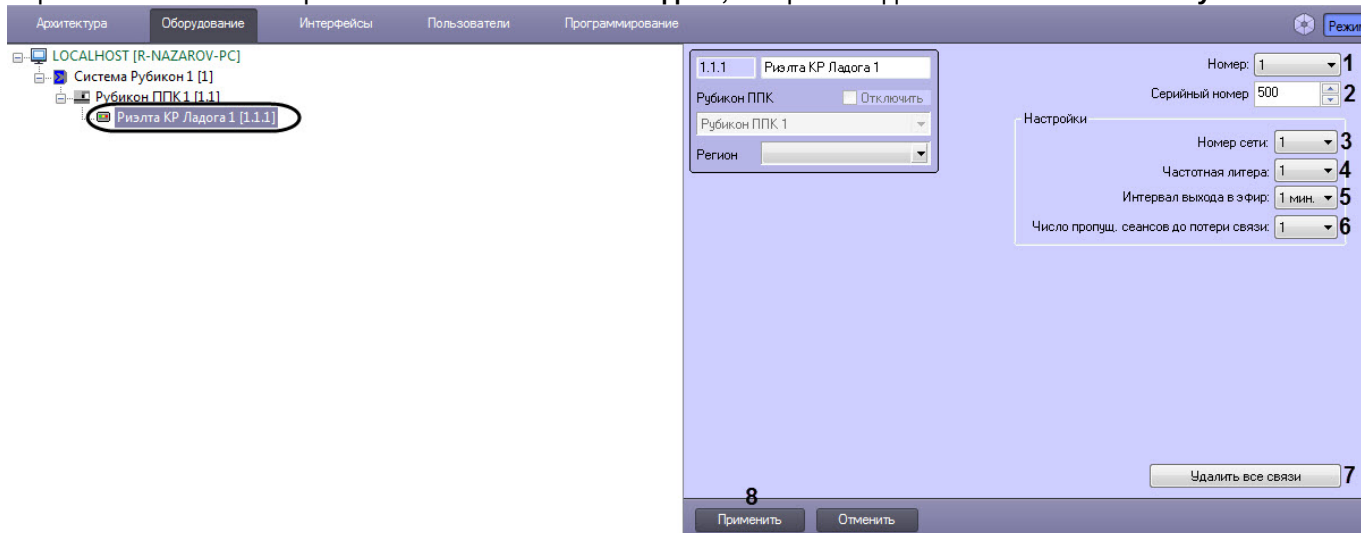 Архитектура Оборудование Интерфейсы Пользователи Программирование
LOCALHOST [R-NAZAROV-PC]
Система Рубикон 1 [1]
Рубикон ППК 1 [1.1]
Риэлта КР Ладога 1 [1.1.1]
1.1.1 Риэлта КР Ладога 1
Рубикон ППК Отключить
Рубикон ППК 1
Регион
Номер: 1 1
Серийный номер 500 2
Настройки
Номер сети: 1 3
Частотная литера: 1 4
Интервал выхода в эфир: 1 мин. 5
Число пропущ. сеансов до потери связи: 1 6
Удалить все связи 7
8
Применить Отменить